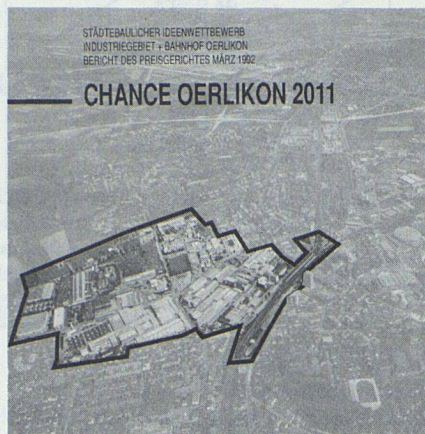 STÄDTEBAULICHER IDEENWETTBEWERB
INDUSTRIEGEBIET + BAHNHOF OERLIKON
BERICHT DES PREISGERICHTES MÄRZ 1992
CHANCE OERLIKON 2011